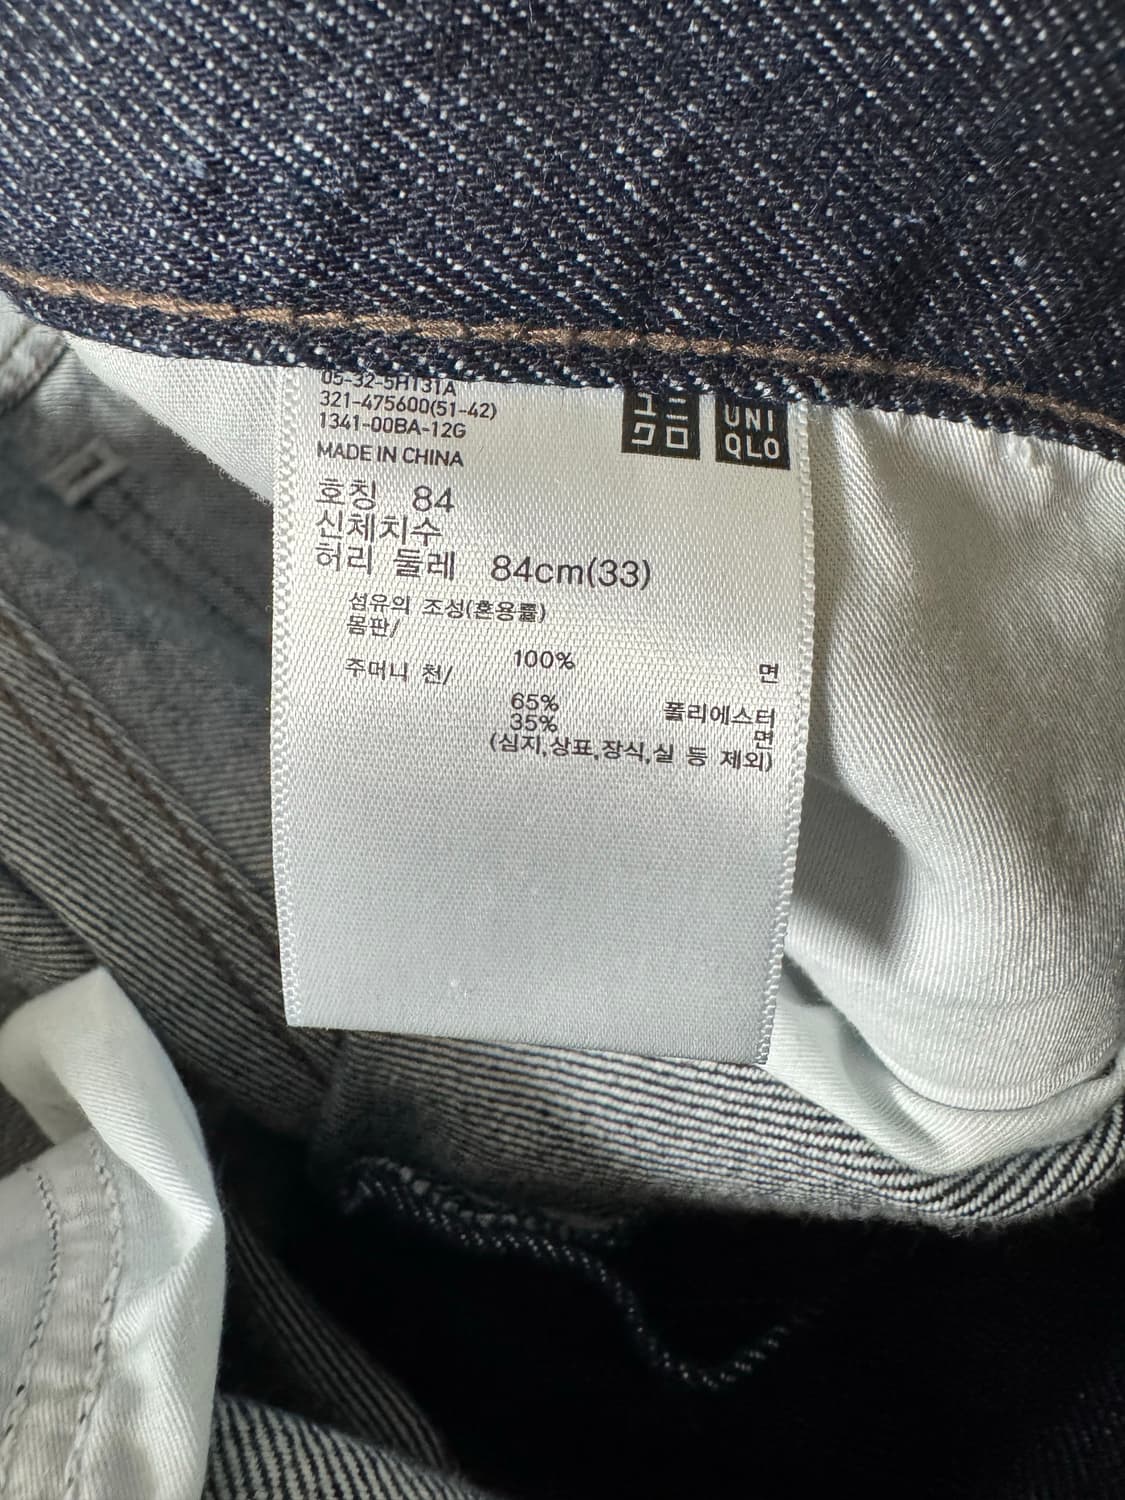 05-32-5H131A
321-475600(51-42)
1341-00BA-12G
MADE IN CHINA
ユニ
クロ
UNI
QLO
호칭 84
신체치수
허리 둘레 84cm(33)
섬유의 조성(혼용률)
몸판/
100% 면
주머니 천/
65% 폴리에스터
35% 면
(심지,상표,장식,실 등 제외)